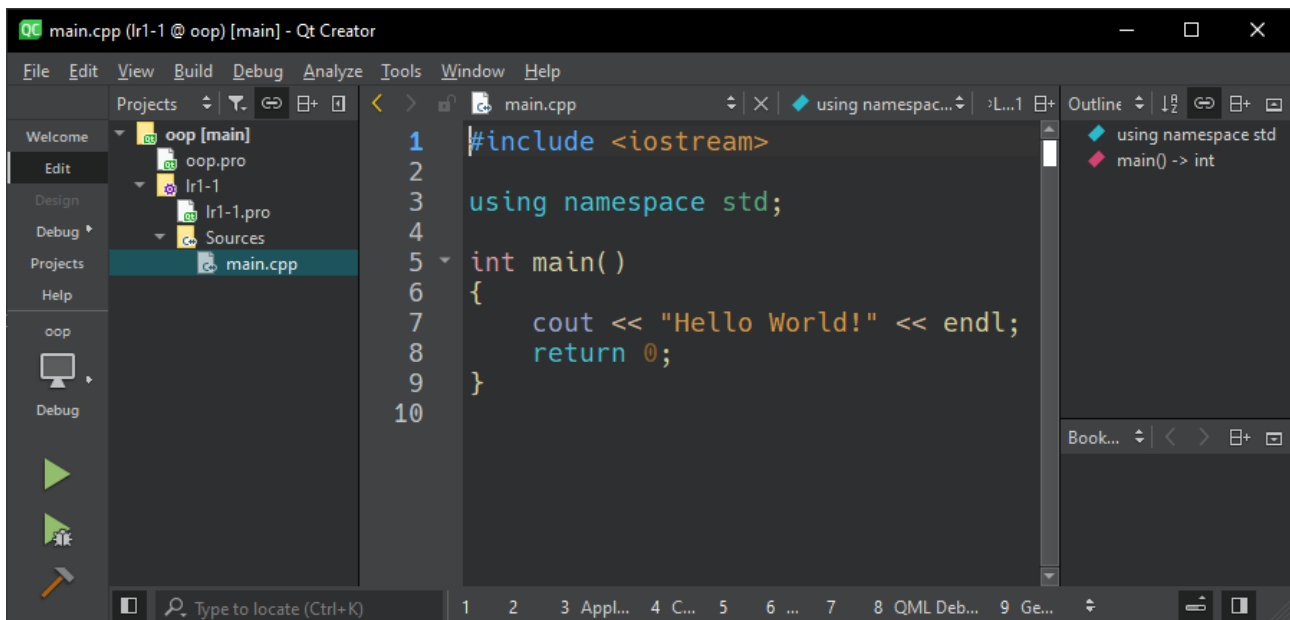 QC main.cpp (lr1-1 @ oop) [main] - Qt Creator
File Edit View Build Debug Analyze Tools Window Help
Projects main.cpp using namespac... L...1 Outline
Welcome
Edit
Design
Debug
Projects
Help
oop
Debug
oop [main]
oop.pro
lr1-1
lr1-1.pro
Sources
main.cpp
1 #include <iostream>
2
3 using namespace std;
4
5 int main()
6 {
7 cout << "Hello World!" << endl;
8 return 0;
9 }
10
using namespace std
main() -> int
Book...
Type to locate (Ctrl+K) 1 2 3 Appl... 4 C... 5 6 ... 7 8 QML Deb... 9 Ge...